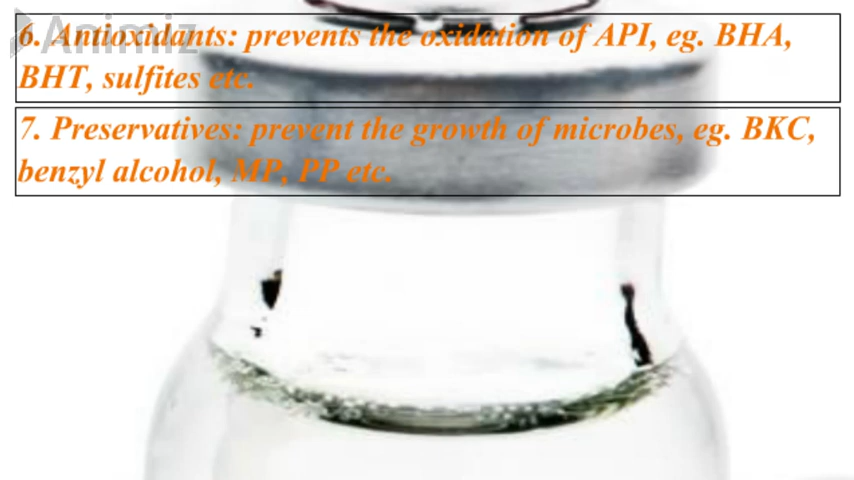 Animiz
6. Antioxidants: prevents the oxidation of API, eg. BHA,
BHT, sulfites etc.
7. Preservatives: prevent the growth of microbes, eg. BKC,
benzyl alcohol, MP, PP etc.